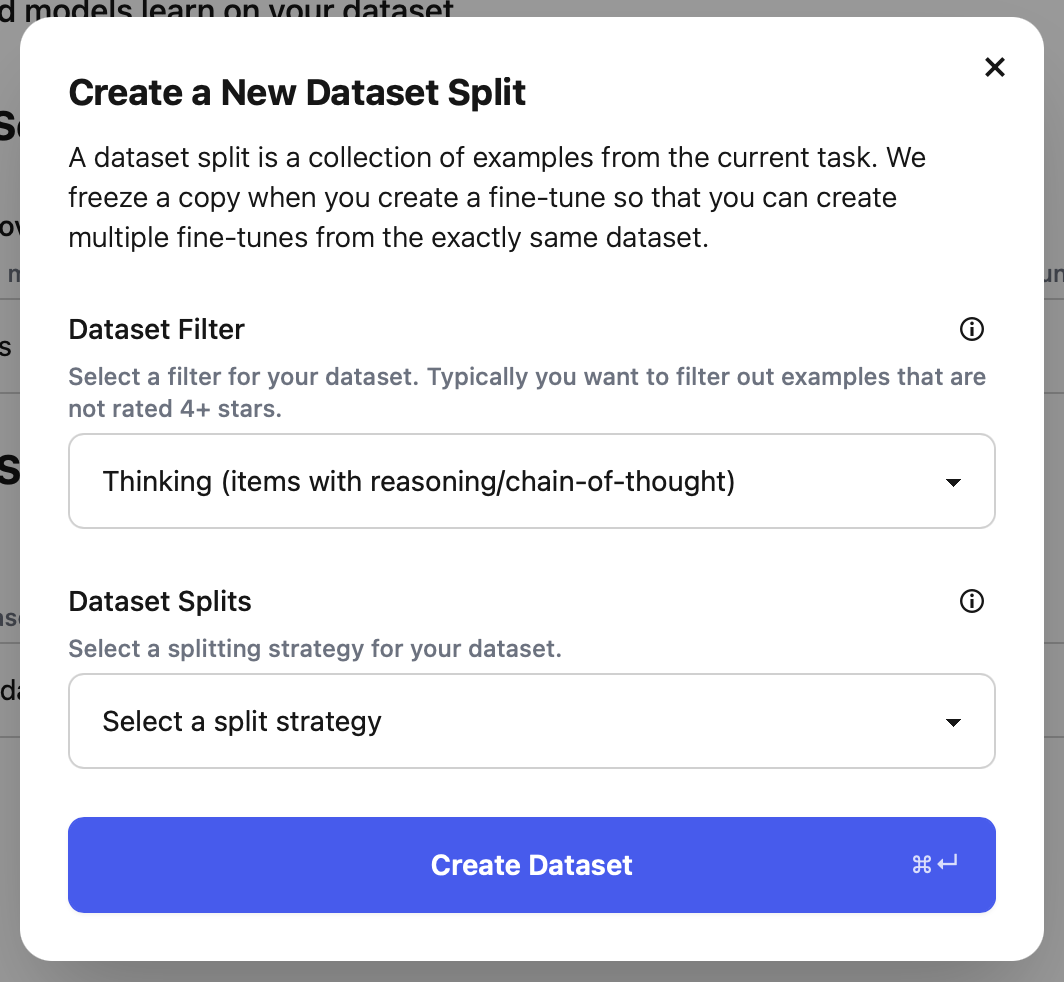 d models learn on your dataset
Create a New Dataset Split
A dataset split is a collection of examples from the current task. We
freeze a copy when you create a fine-tune so that you can create
multiple fine-tunes from the exactly same dataset.
Dataset Filter
Select a filter for your dataset. Typically you want to filter out examples that are
not rated 4+ stars.
Thinking (items with reasoning/chain-of-thought)
Dataset Splits
Select a splitting strategy for your dataset.
Select a split strategy
Create Dataset ⌘↵